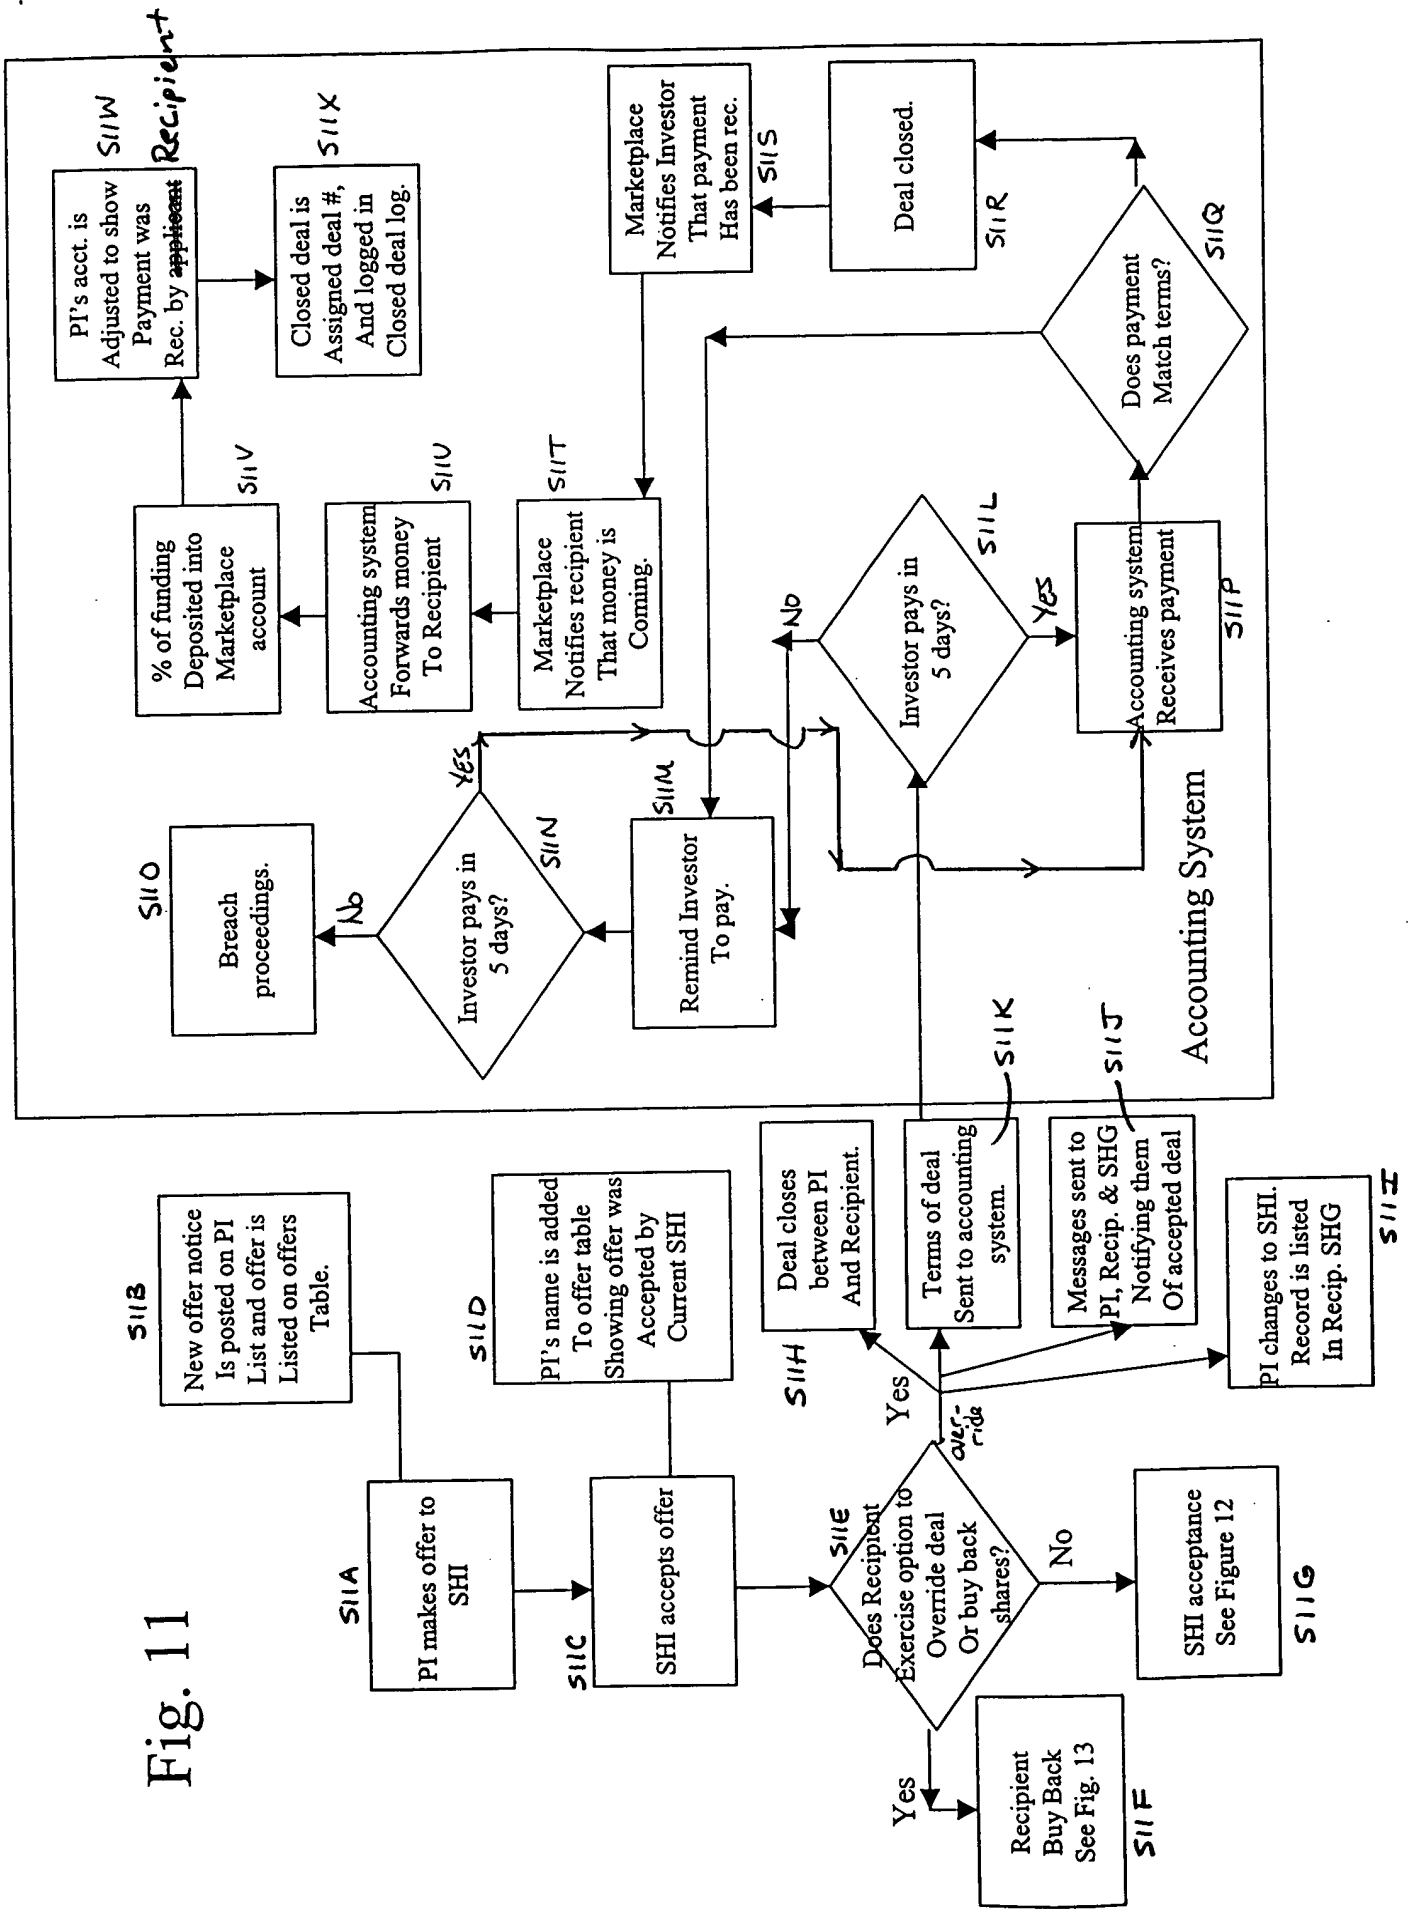 Fig. 11
S11A
PI makes offer to
SHI
S11B
New offer notice
Is posted on PI
List and offer is
Listed on offers
Table.
S11C
SHI accepts offer
S11D
PI's name is added
To offer table
Showing offer was
Accepted by
Current SHI
S11E
Does Recipient
Exercise option to
Override deal
Or buy back
shares?
Yes
Recipient
Buy Back
See Fig. 13
S11F
No
SHI acceptance
See Figure 12
S11G
over-
ride
Yes
S11H
Deal closes
between PI
And Recipient.
Terms of deal
Sent to accounting
system.
S11K
Messages sent to
PI, Recip. & SHG
Notifying them
Of accepted deal
S11J
PI changes to SHI.
Record is listed
In Recip. SHG
S11I
Accounting System
S11O
Breach
proceedings.
No
Investor pays in
5 days?
S11N
YES
Remind Investor
To pay.
S11M
No
Investor pays in
5 days?
S11L
Yes
Accounting system
Receives payment
S11P
Does payment
Match terms?
S11Q
Deal closed.
S11R
Marketplace
Notifies Investor
That payment
Has been rec.
S11S
Marketplace
Notifies recipient
That money is
Coming.
S11T
Accounting system
Forwards money
To Recipient
S11U
% of funding
Deposited into
Marketplace
account
S11V
PI's acct. is
Adjusted to show
Payment was
Rec. by applicant Recipient
S11W
Closed deal is
Assigned deal #,
And logged in
Closed deal log.
S11X